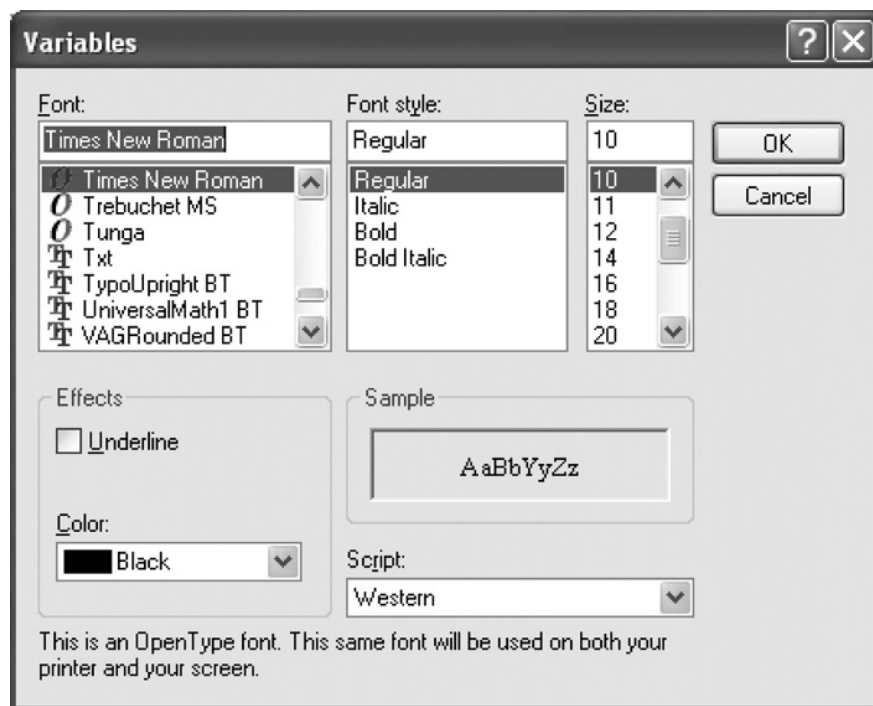 Variables
Font:
Times New Roman
Times New Roman
Trebuchet MS
Tunga
Txt
TypoUpright BT
UniversalMath1 BT
VAGRounded BT
Font style:
Regular
Regular
Italic
Bold
Bold Italic
Size:
10
10
11
12
14
16
18
20
OK
Cancel
Effects
Underline
Color:
Black
Sample
AaBbYyZz
Script:
Western
This is an OpenType font. This same font will be used on both your
printer and your screen.